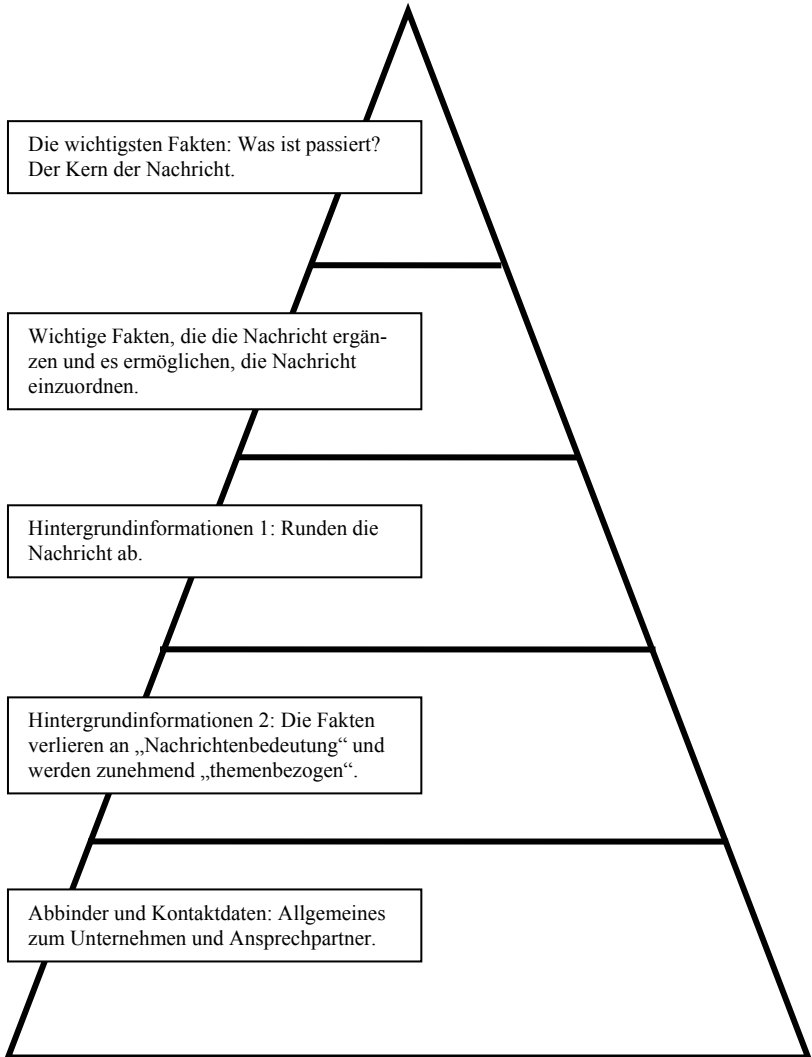 Die wichtigsten Fakten: Was ist passiert?
Der Kern der Nachricht.
Wichtige Fakten, die die Nachricht ergän-
zen und es ermöglichen, die Nachricht
einzuordnen.
Hintergrundinformationen 1: Runden die
Nachricht ab.
Hintergrundinformationen 2: Die Fakten
verlieren an „Nachrichtenbedeutung“ und
werden zunehmend „themenbezogen“.
Abbinder und Kontaktdaten: Allgemeines
zum Unternehmen und Ansprechpartner.